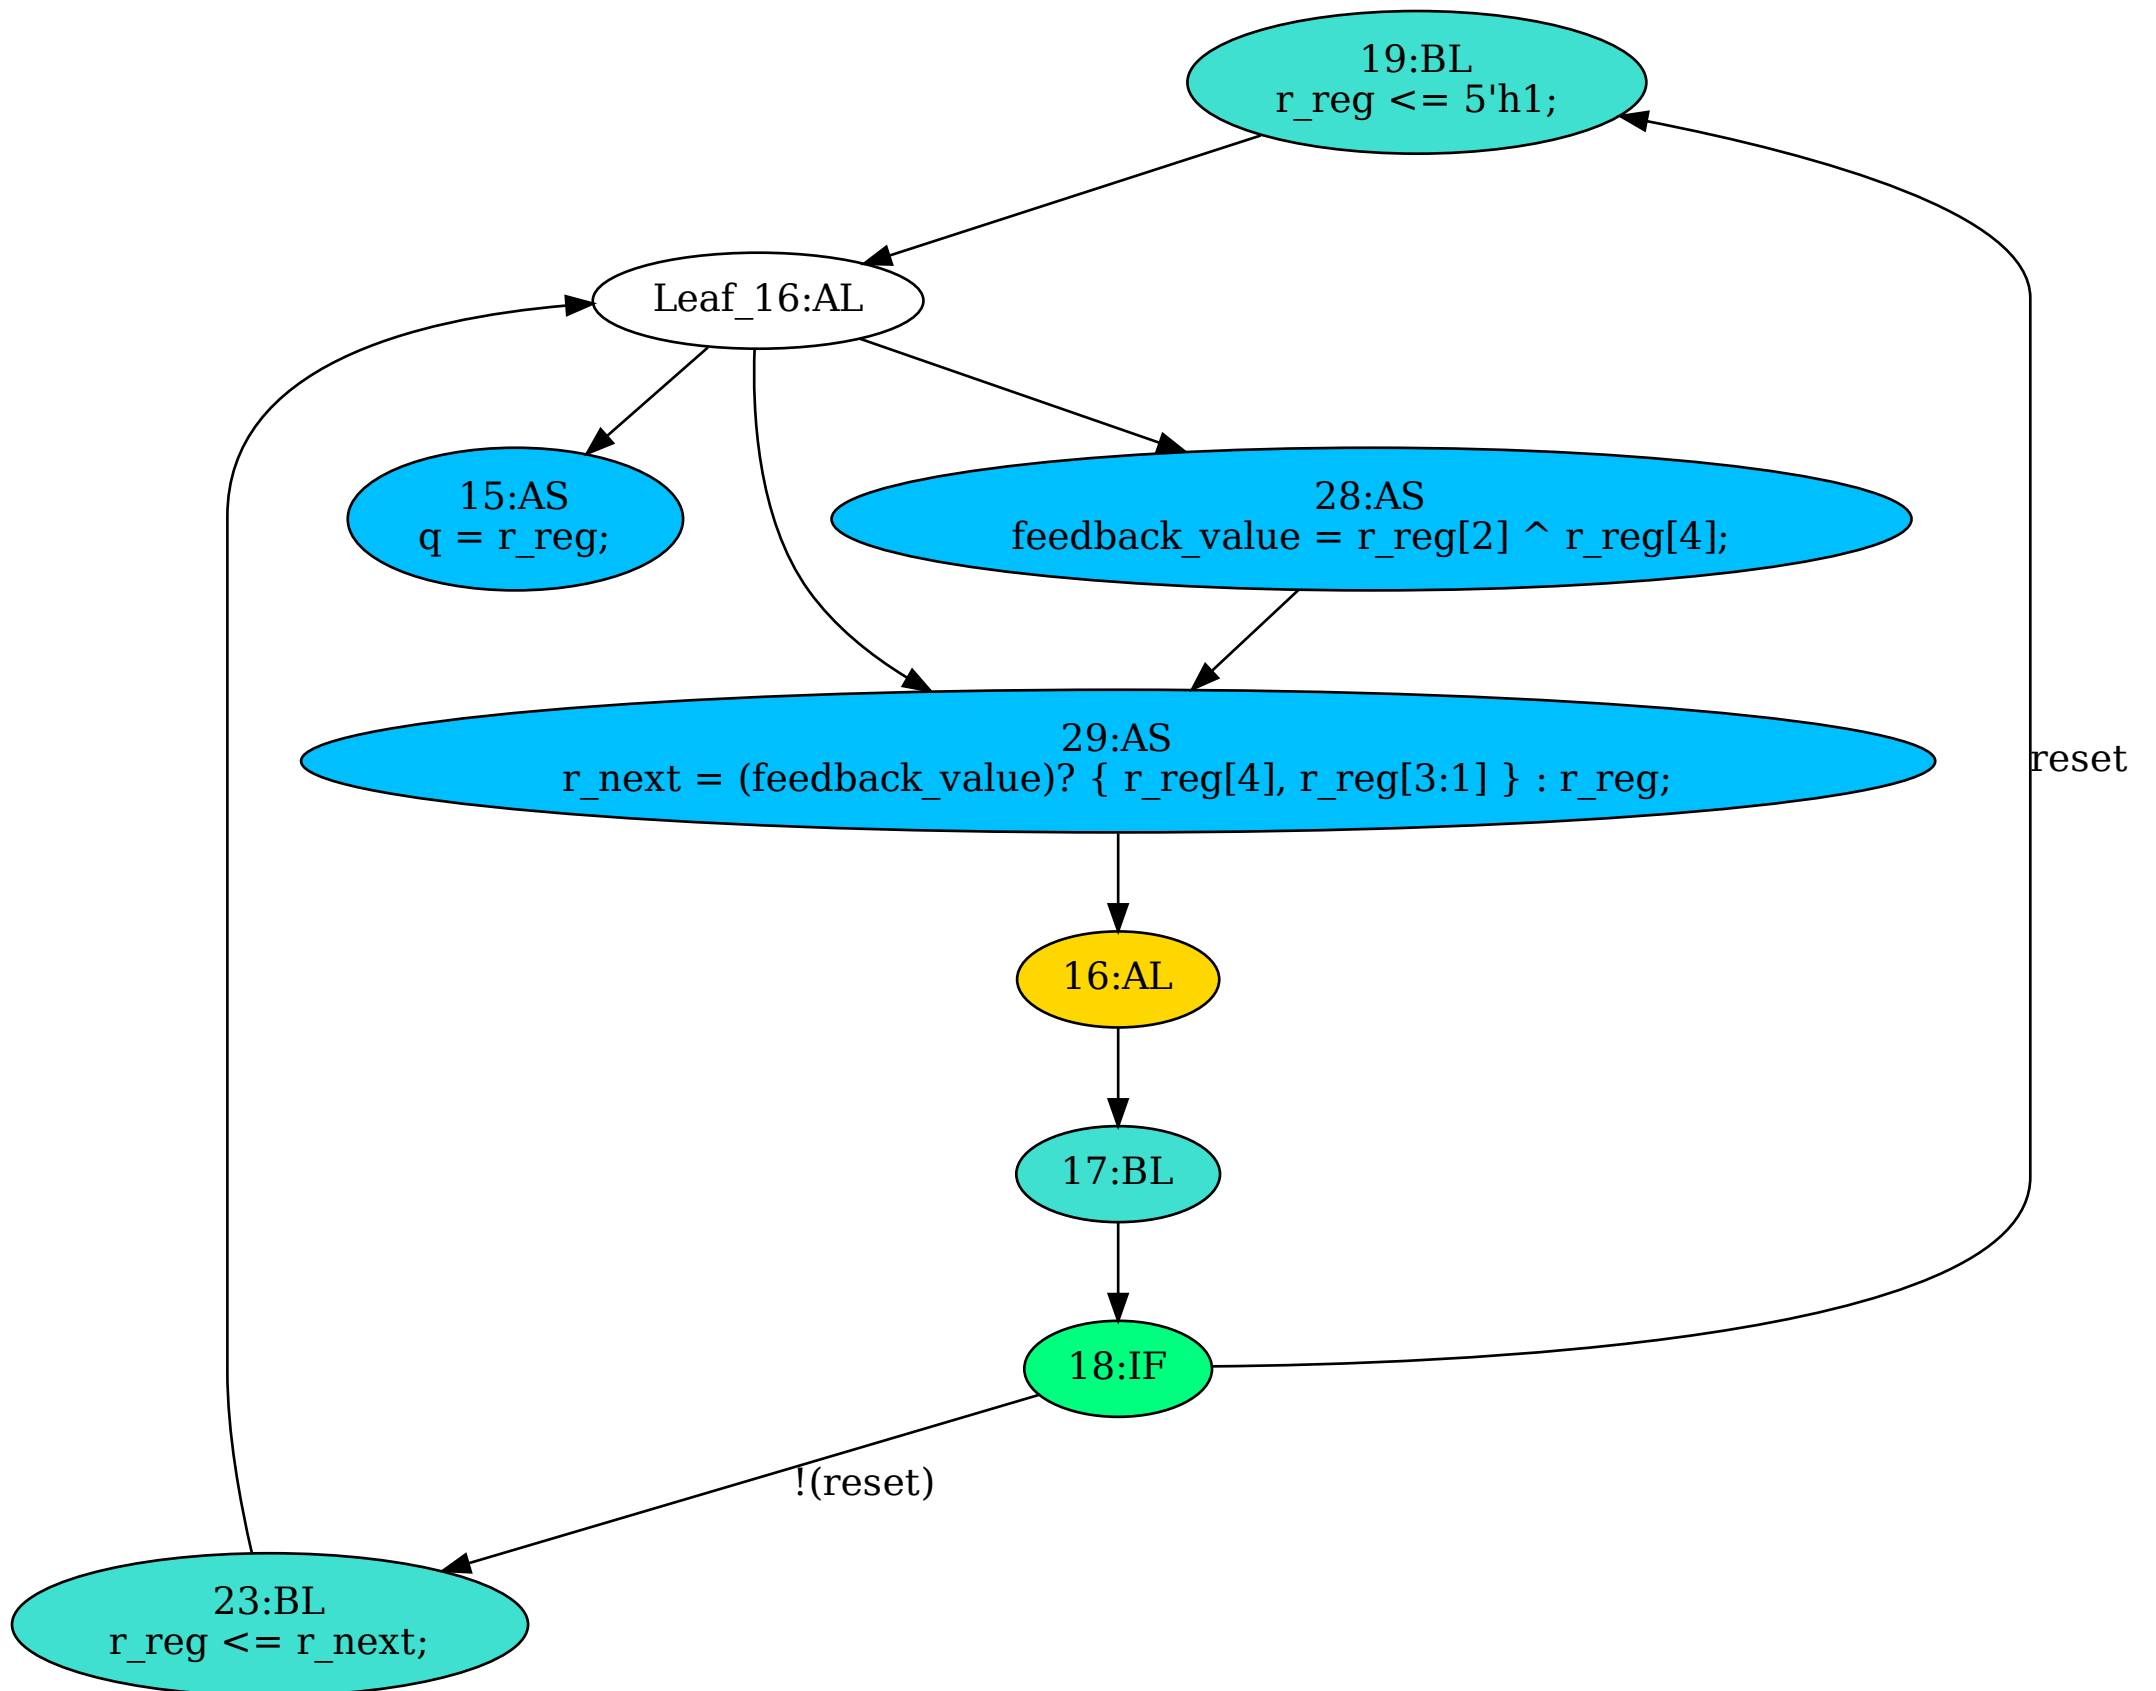 19:BL
r_reg <= 5'h1;
Leaf_16:AL
15:AS
q = r_reg;
28:AS
feedback_value = r_reg[2] ^ r_reg[4];
29:AS
r_next = (feedback_value)? { r_reg[4], r_reg[3:1] } : r_reg;
reset
16:AL
17:BL
18:IF
!(reset)
23:BL
r_reg <= r_next;